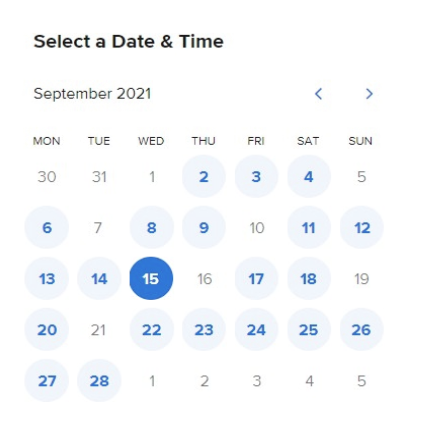 Select a Date & Time
September 2021
MON TUE WED THU FRI SAT SUN
30 31 1 2 3 4 5
6 7 8 9 10 11 12
13 14 15 16 17 18 19
20 21 22 23 24 25 26
27 28 1 2 3 4 5